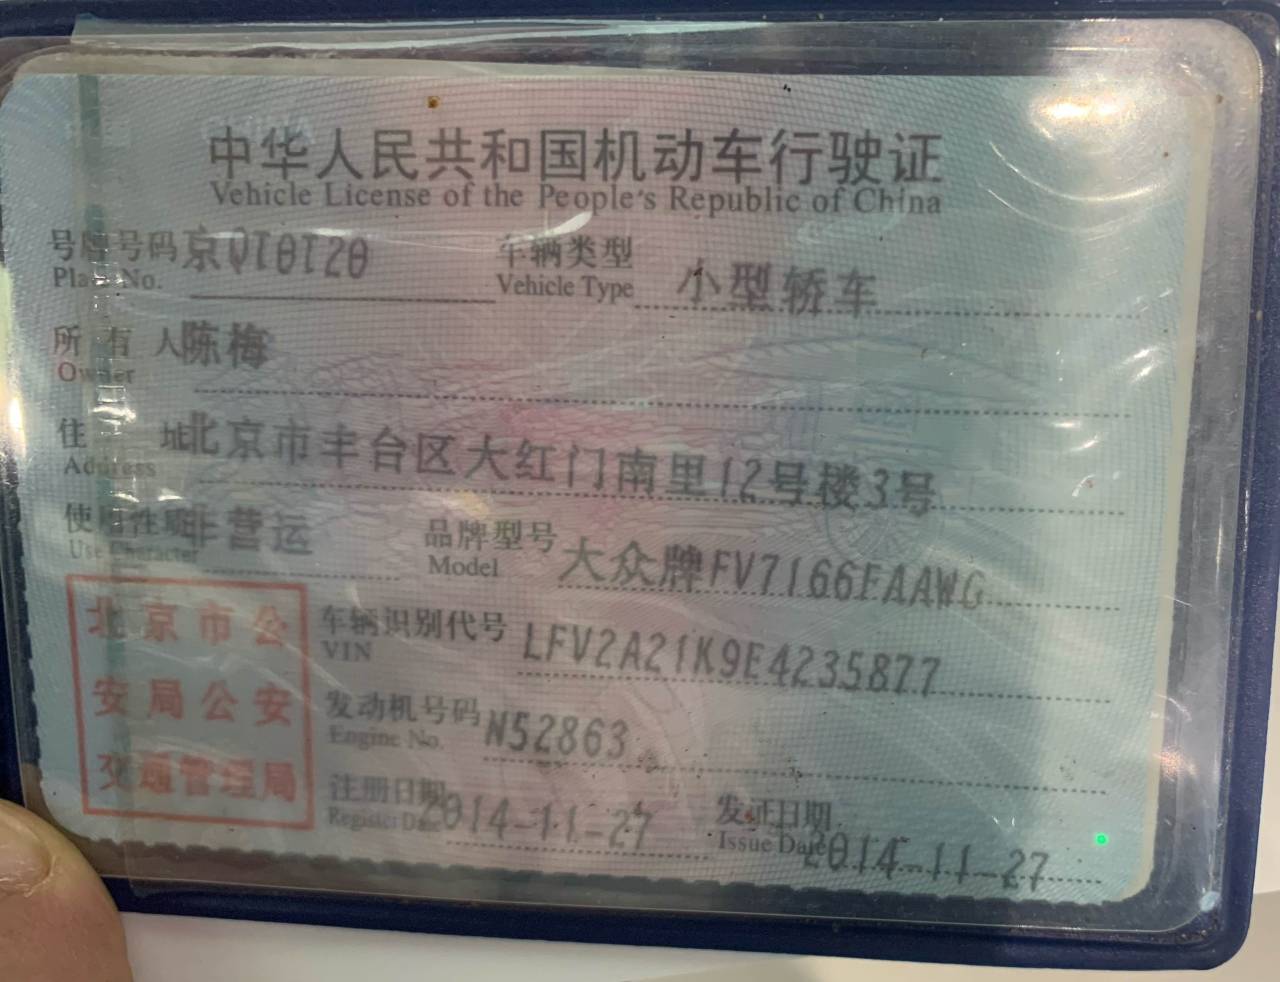 中华人民共和国机动车行驶证
Vehicle License of the People's Republic of China
号牌号码 京QT0T20 车辆类型 小型轿车
Plate No. Vehicle Type
所有人 陈梅
Owner
住址 北京市丰台区大红门南里12号楼3号
Address
使用性质 非营运 品牌型号 大众牌FV7166FAAWG
Use Character Model
北京市公
安局公安
交通管理局
车辆识别代号 LFV2A21K9E4235877
VIN
发动机号码 N52863
Engine No.
注册日期 2014-11-27 发证日期 2014-11-27
Register Date Issue Date